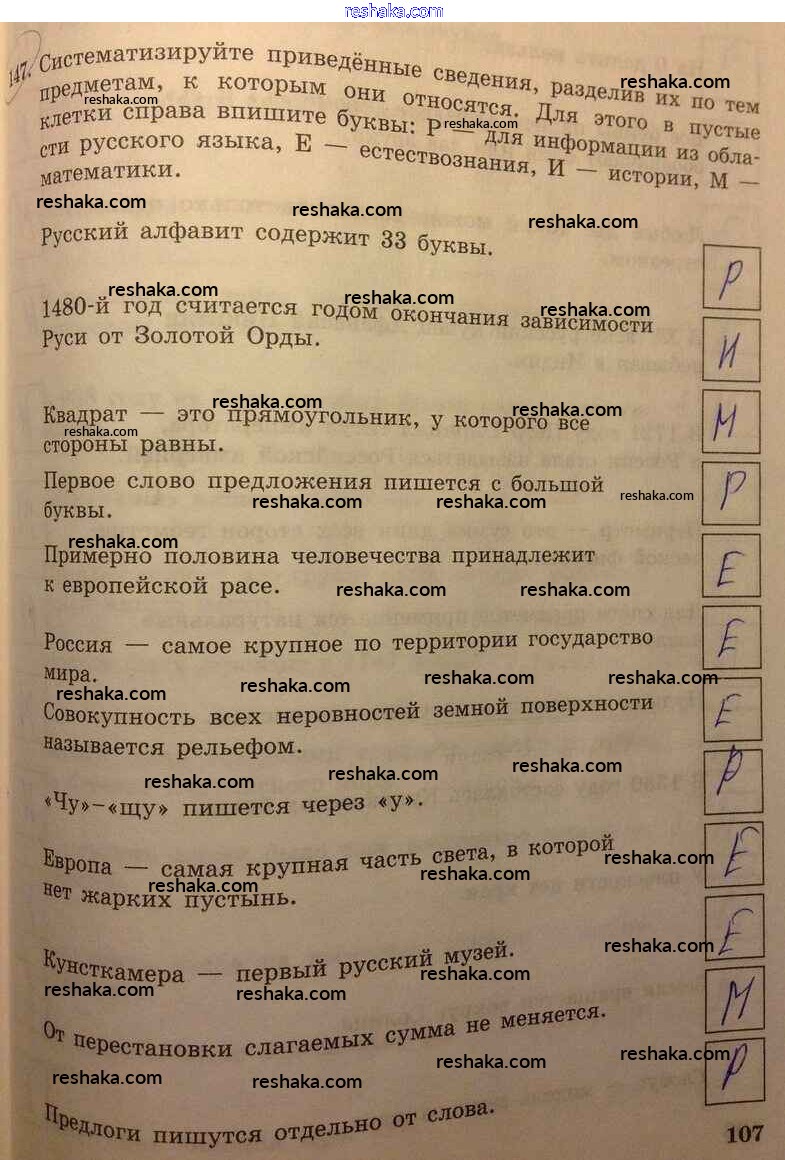 reshaka.com
147. Систематизируйте приведённые сведения, разделив их по тем
предметам, к которым они относятся. Для этого в пустые
клетки справа впишите буквы: Р — для информации из обла-
сти русского языка, Е — естествознания, И — истории, М —
математики.
Русский алфавит содержит 33 буквы.
Р
1480-й год считается годом окончания зависимости
Руси от Золотой Орды.
И
Квадрат — это прямоугольник, у которого все
стороны равны.
М
Первое слово предложения пишется с большой
буквы.
Р
Примерно половина человечества принадлежит
к европейской расе.
Е
Россия — самое крупное по территории государство
мира.
Е
Совокупность всех неровностей земной поверхности
называется рельефом.
Е
«Чу»–«щу» пишется через «у».
Р
Европа — самая крупная часть света, в которой
нет жарких пустынь.
Е
Кунсткамера — первый русский музей.
Е
От перестановки слагаемых сумма не меняется.
М
Предлоги пишутся отдельно от слова.
Р
107